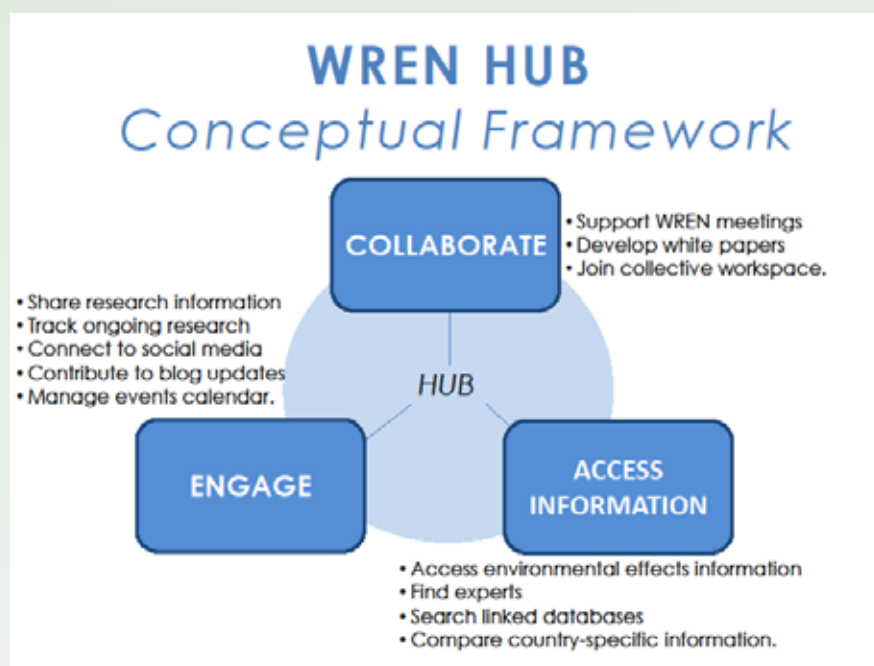 WREN HUB
Conceptual Framework
COLLABORATE
• Support WREN meetings
• Develop white papers
• Join collective workspace.
• Share research information
• Track ongoing research
• Connect to social media
• Contribute to blog updates
• Manage events calendar.
HUB
ENGAGE
ACCESS
INFORMATION
• Access environmental effects information
• Find experts
• Search linked databases
• Compare country-specific information.